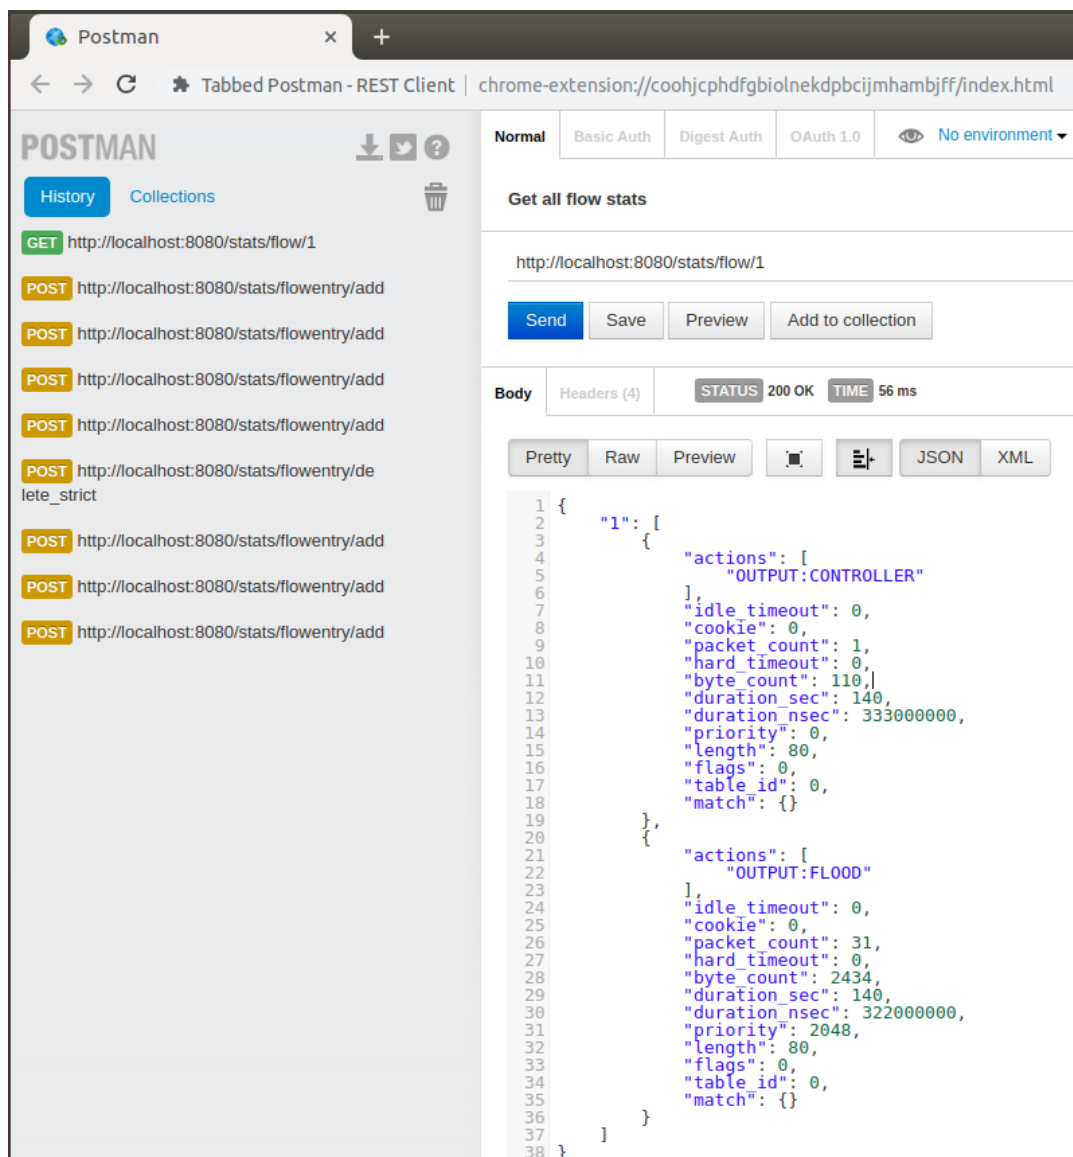 Postman
Tabbed Postman - REST Client | chrome-extension://coohjcphdfgbiolnekdpbcijmhambjff/index.html
POSTMAN
History Collections
GET http://localhost:8080/stats/flow/1
POST http://localhost:8080/stats/flowentry/add
POST http://localhost:8080/stats/flowentry/add
POST http://localhost:8080/stats/flowentry/add
POST http://localhost:8080/stats/flowentry/add
POST http://localhost:8080/stats/flowentry/de
lete_strict
POST http://localhost:8080/stats/flowentry/add
POST http://localhost:8080/stats/flowentry/add
POST http://localhost:8080/stats/flowentry/add
Normal Basic Auth Digest Auth OAuth 1.0 No environment
Get all flow stats
http://localhost:8080/stats/flow/1
Send Save Preview Add to collection
Body Headers (4) STATUS 200 OK TIME 56 ms
Pretty Raw Preview JSON XML
1 {
2 "1": [
3 {
4 "actions": [
5 "OUTPUT:CONTROLLER"
6 ],
7 "idle_timeout": 0,
8 "cookie": 0,
9 "packet_count": 1,
10 "hard_timeout": 0,
11 "byte_count": 110,
12 "duration_sec": 140,
13 "duration_nsec": 333000000,
14 "priority": 0,
15 "length": 80,
16 "flags": 0,
17 "table_id": 0,
18 "match": {}
19 },
20 {
21 "actions": [
22 "OUTPUT:FLOOD"
23 ],
24 "idle_timeout": 0,
25 "cookie": 0,
26 "packet_count": 31,
27 "hard_timeout": 0,
28 "byte_count": 2434,
29 "duration_sec": 140,
30 "duration_nsec": 322000000,
31 "priority": 2048,
32 "length": 80,
33 "flags": 0,
34 "table_id": 0,
35 "match": {}
36 }
37 ]
38 }